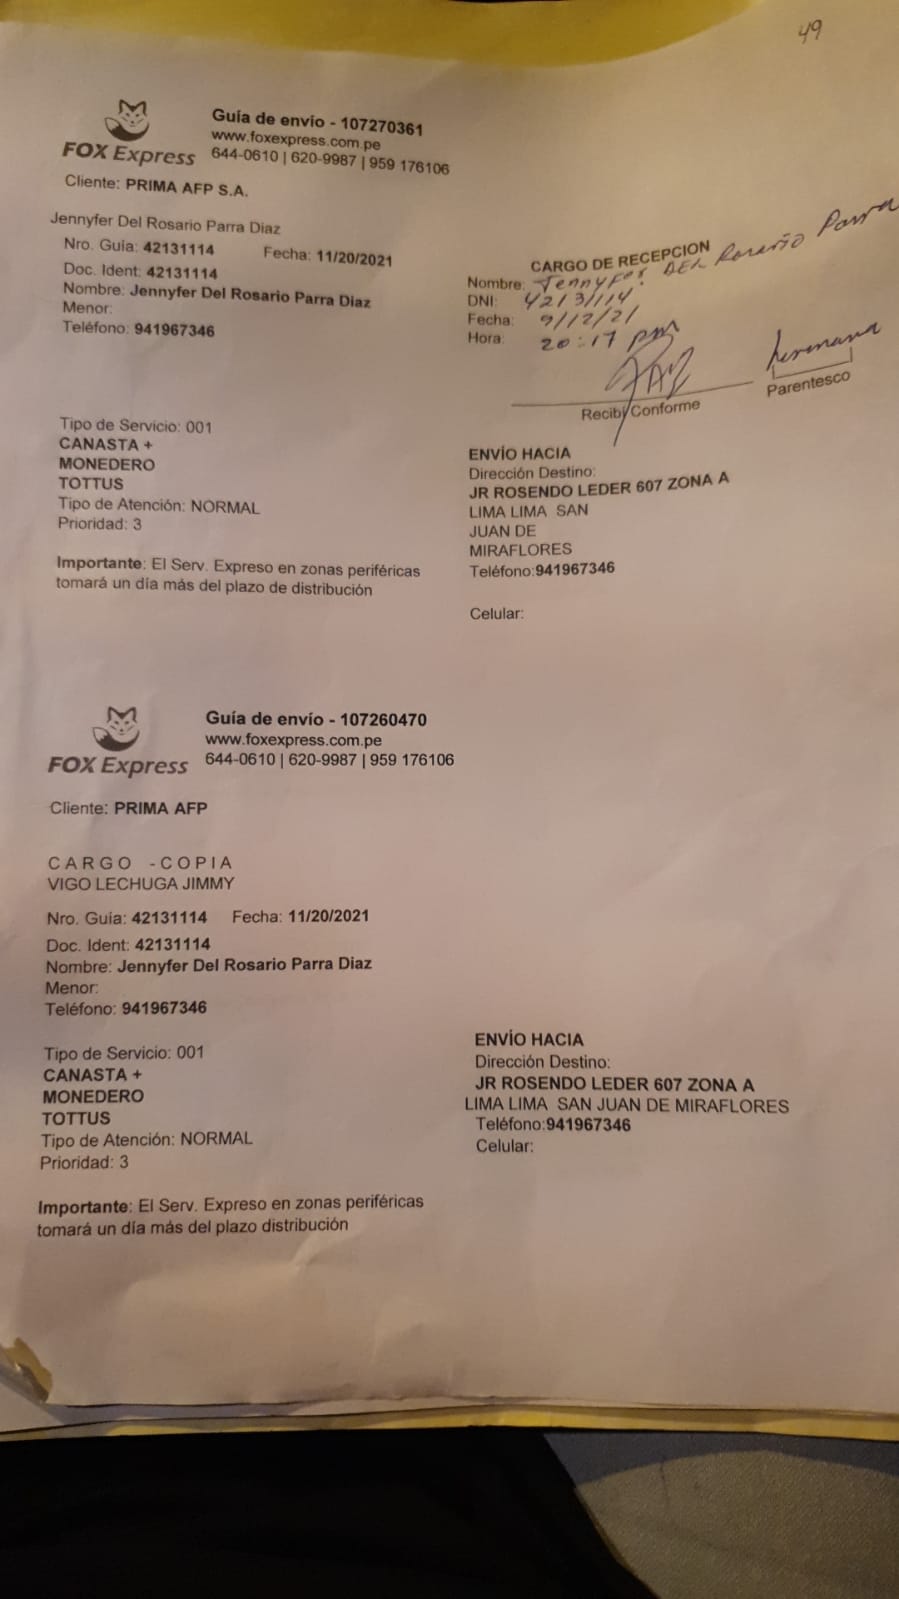 49
FOX Express
Guía de envío - 107270361
www.foxexpress.com.pe
644-0610 | 620-9987 | 959 176106
Cliente: PRIMA AFP S.A.
Jennyfer Del Rosario Parra Diaz
Nro. Guía: 42131114 Fecha: 11/20/2021
Doc. Ident: 42131114
Nombre: Jennyfer Del Rosario Parra Diaz
Menor:
Teléfono: 941967346
CARGO DE RECEPCION
Nombre: Jennyfer DEL Rosario Parra
DNI: 42131114
Fecha: 9/12/21
Hora: 20:17 pm
Recibí Conforme
hermana
Parentesco
Tipo de Servicio: 001
CANASTA +
MONEDERO
TOTTUS
Tipo de Atención: NORMAL
Prioridad: 3
Importante: El Serv. Expreso en zonas periféricas
tomará un día más del plazo de distribución
ENVÍO HACIA
Dirección Destino:
JR ROSENDO LEDER 607 ZONA A
LIMA LIMA SAN
JUAN DE
MIRAFLORES
Teléfono:941967346
Celular:
FOX Express
Guía de envío - 107260470
www.foxexpress.com.pe
644-0610 | 620-9987 | 959 176106
Cliente: PRIMA AFP
CARGO - COPIA
VIGO LECHUGA JIMMY
Nro. Guía: 42131114 Fecha: 11/20/2021
Doc. Ident: 42131114
Nombre: Jennyfer Del Rosario Parra Diaz
Menor:
Teléfono: 941967346
Tipo de Servicio: 001
CANASTA +
MONEDERO
TOTTUS
Tipo de Atención: NORMAL
Prioridad: 3
Importante: El Serv. Expreso en zonas periféricas
tomará un día más del plazo distribución
ENVÍO HACIA
Dirección Destino:
JR ROSENDO LEDER 607 ZONA A
LIMA LIMA SAN JUAN DE MIRAFLORES
Teléfono:941967346
Celular: